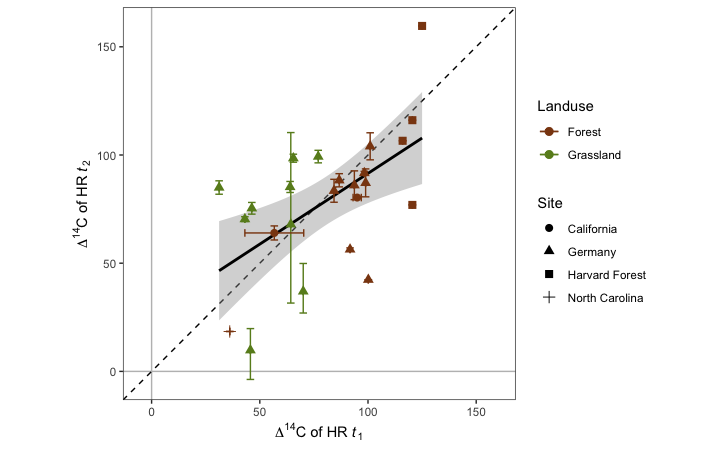 150
100
50
0
Δ¹⁴C of HR t₂
0
50
100
150
Δ¹⁴C of HR t₁
Landuse
Forest
Grassland
Site
California
Germany
Harvard Forest
North Carolina